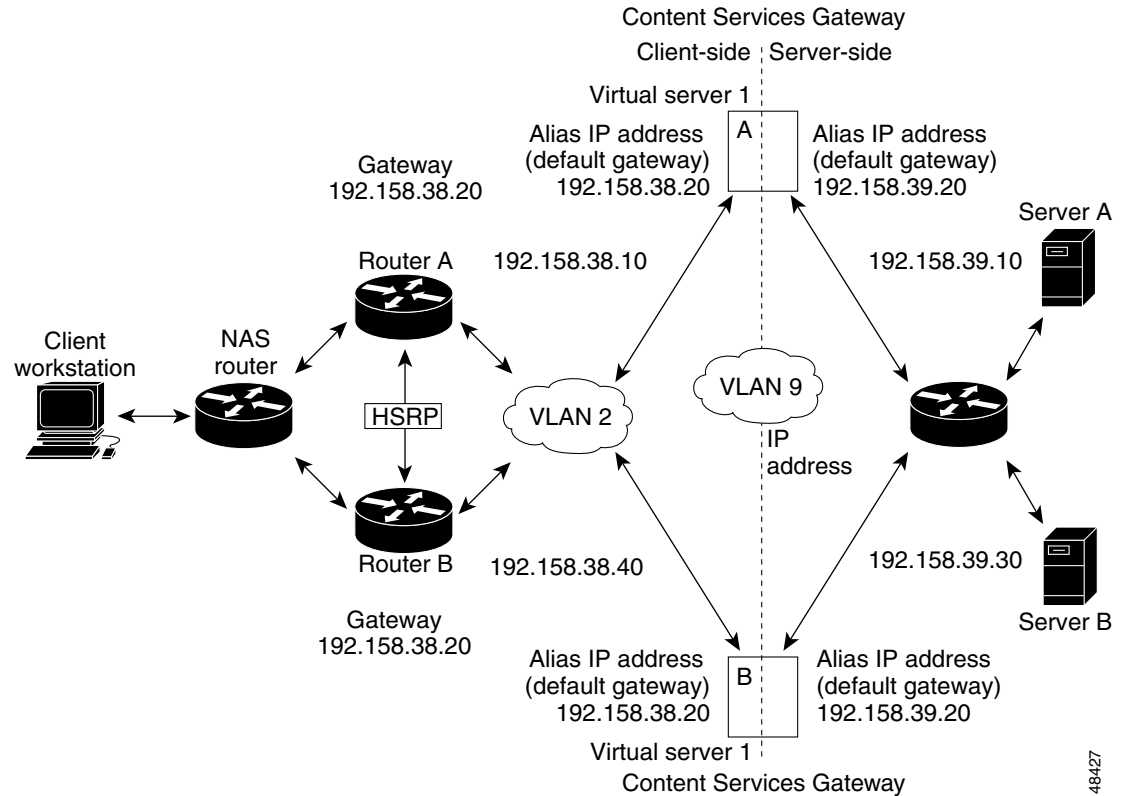 Content Services Gateway
Client-side
Server-side
Virtual server 1
A
Alias IP address
(default gateway)
192.158.38.20
Alias IP address
(default gateway)
192.158.39.20
Gateway
192.158.38.20
Server A
Router A
192.158.38.10
192.158.39.10
Client
workstation
NAS
router
HSRP
VLAN 2
VLAN 9
IP
address
Router B
192.158.38.40
192.158.39.30
Server B
Gateway
192.158.38.20
Alias IP address
(default gateway)
192.158.38.20
B
Alias IP address
(default gateway)
192.158.39.20
Virtual server 1
Content Services Gateway
48427